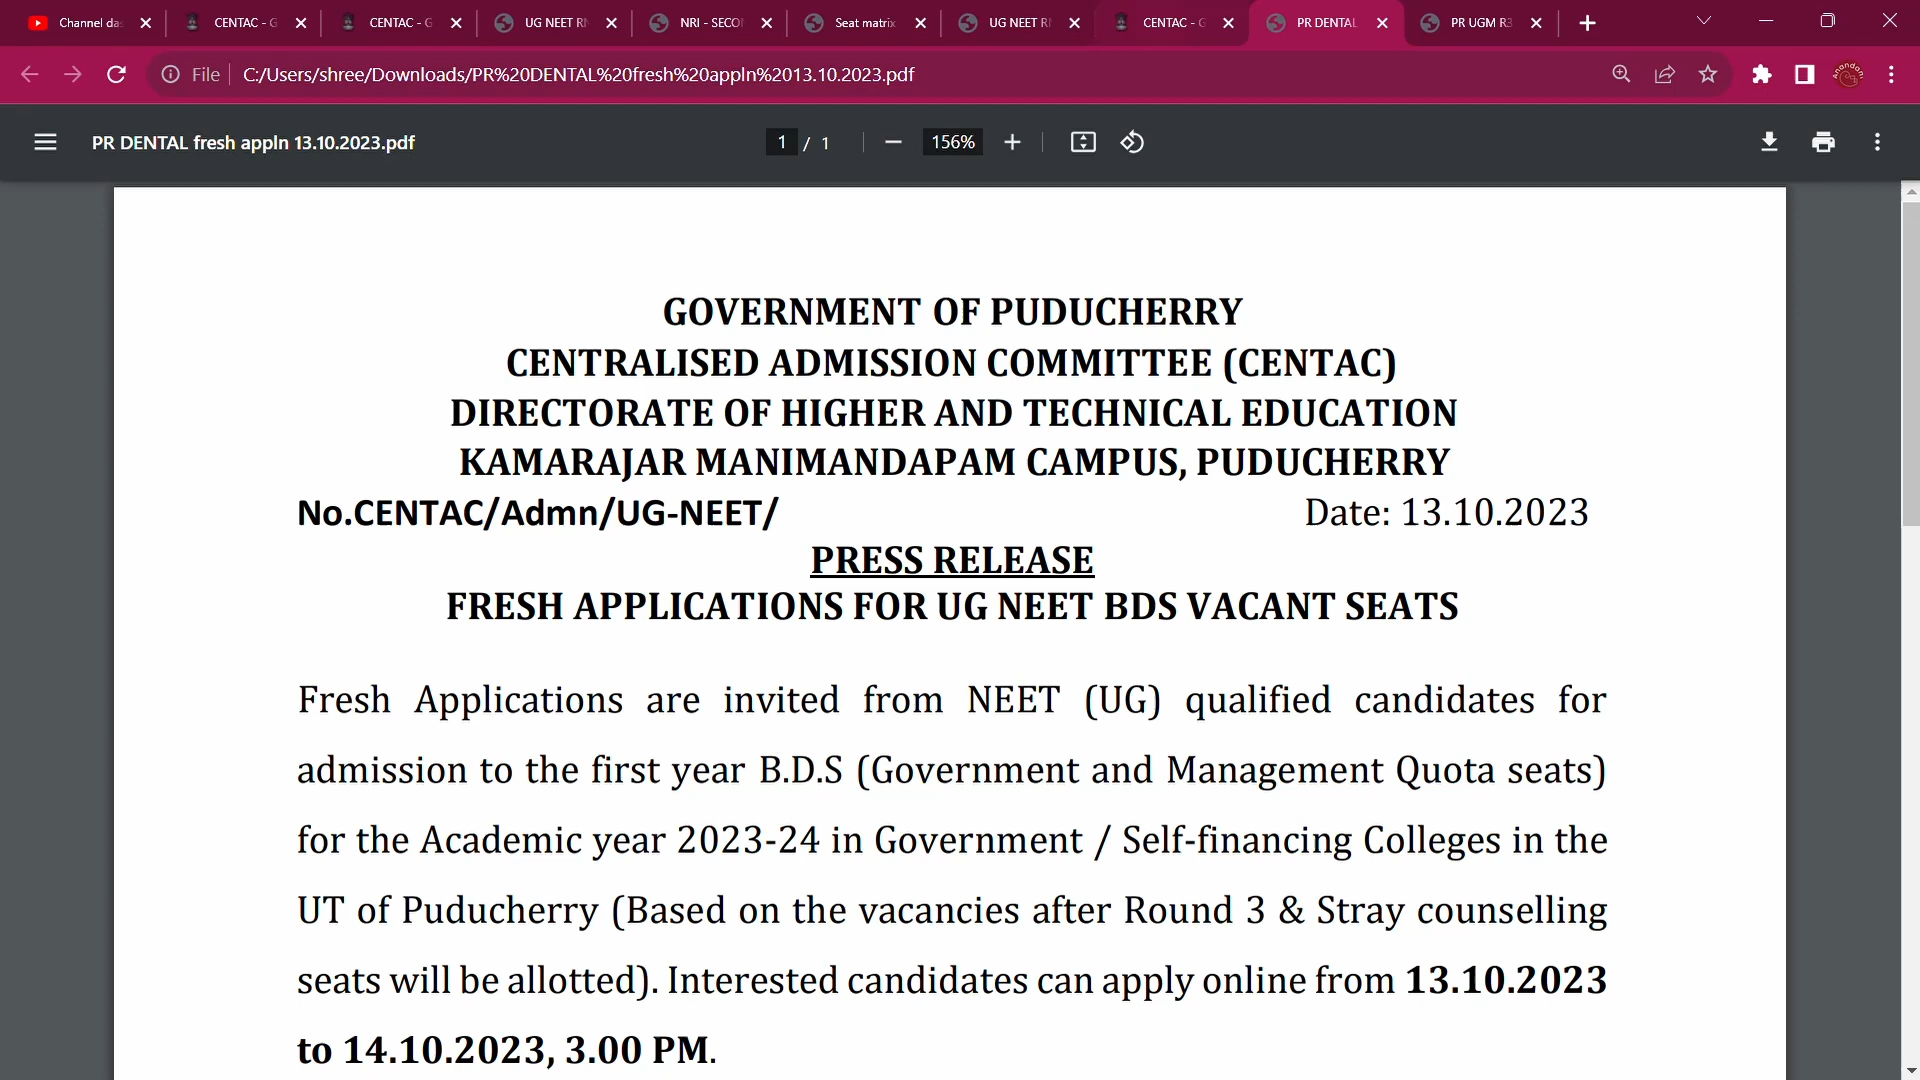 Channel da
CENTAC - G
CENTAC - G
UG NEET RN
NRI - SECO
Seat matrix
UG NEET R
CENTAC - G
PR DENTAL
PR UGM R3
File
C:/Users/shree/Downloads/PR%20DENTAL%20fresh%20appln%2013.10.2023.pdf
PR DENTAL fresh appln 13.10.2023.pdf
1 / 1
156%
GOVERNMENT OF PUDUCHERRY
CENTRALISED ADMISSION COMMITTEE (CENTAC)
DIRECTORATE OF HIGHER AND TECHNICAL EDUCATION
KAMARAJAR MANIMANDAPAM CAMPUS, PUDUCHERRY
No.CENTAC/Admn/UG-NEET/ Date: 13.10.2023
PRESS RELEASE
FRESH APPLICATIONS FOR UG NEET BDS VACANT SEATS
Fresh Applications are invited from NEET (UG) qualified candidates for
admission to the first year B.D.S (Government and Management Quota seats)
for the Academic year 2023-24 in Government / Self-financing Colleges in the
UT of Puducherry (Based on the vacancies after Round 3 & Stray counselling
seats will be allotted). Interested candidates can apply online from 13.10.2023
to 14.10.2023, 3.00 PM.